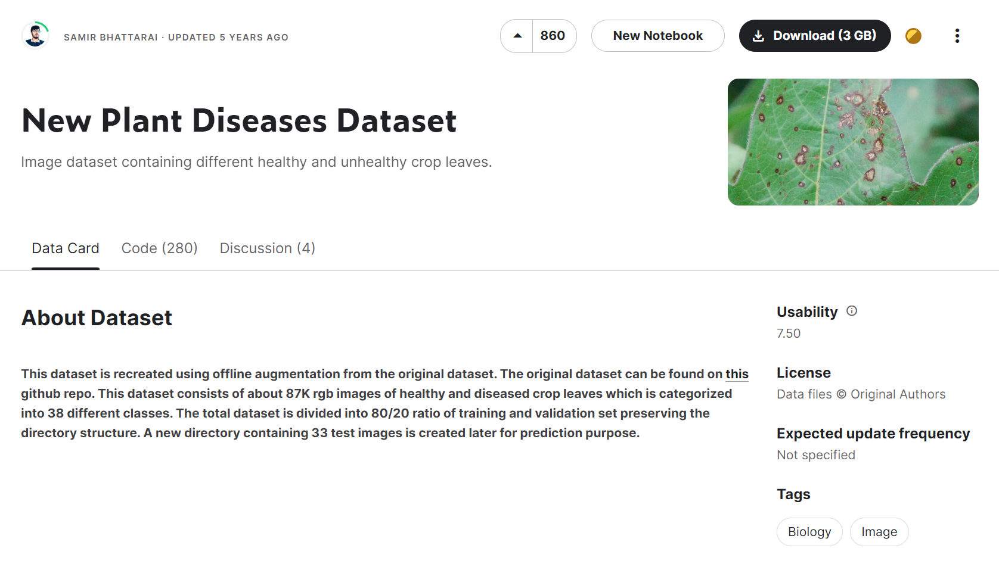 SAMIR BHATTARAI · UPDATED 5 YEARS AGO
860
New Notebook
Download (3 GB)
New Plant Diseases Dataset
Image dataset containing different healthy and unhealthy crop leaves.
Data Card
Code (280)
Discussion (4)
About Dataset
This dataset is recreated using offline augmentation from the original dataset. The original dataset can be found on this
github repo. This dataset consists of about 87K rgb images of healthy and diseased crop leaves which is categorized
into 38 different classes. The total dataset is divided into 80/20 ratio of training and validation set preserving the
directory structure. A new directory containing 33 test images is created later for prediction purpose.
Usability
7.50
License
Data files © Original Authors
Expected update frequency
Not specified
Tags
Biology
Image